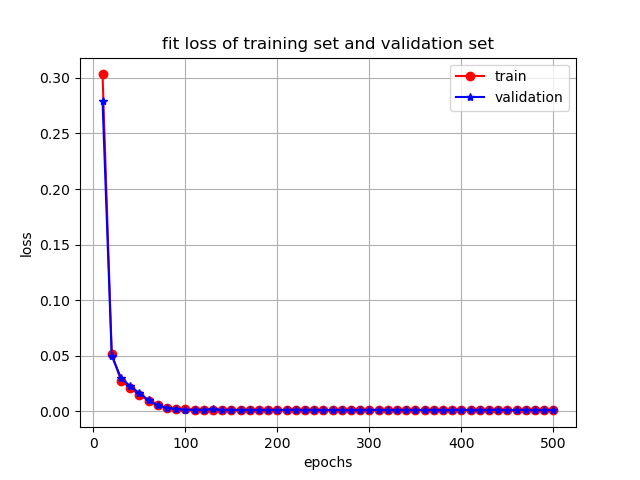 fit loss of training set and validation set
train
validation
0.30
0.25
0.20
0.15
0.10
0.05
0.00
loss
0 100 200 300 400 500
epochs